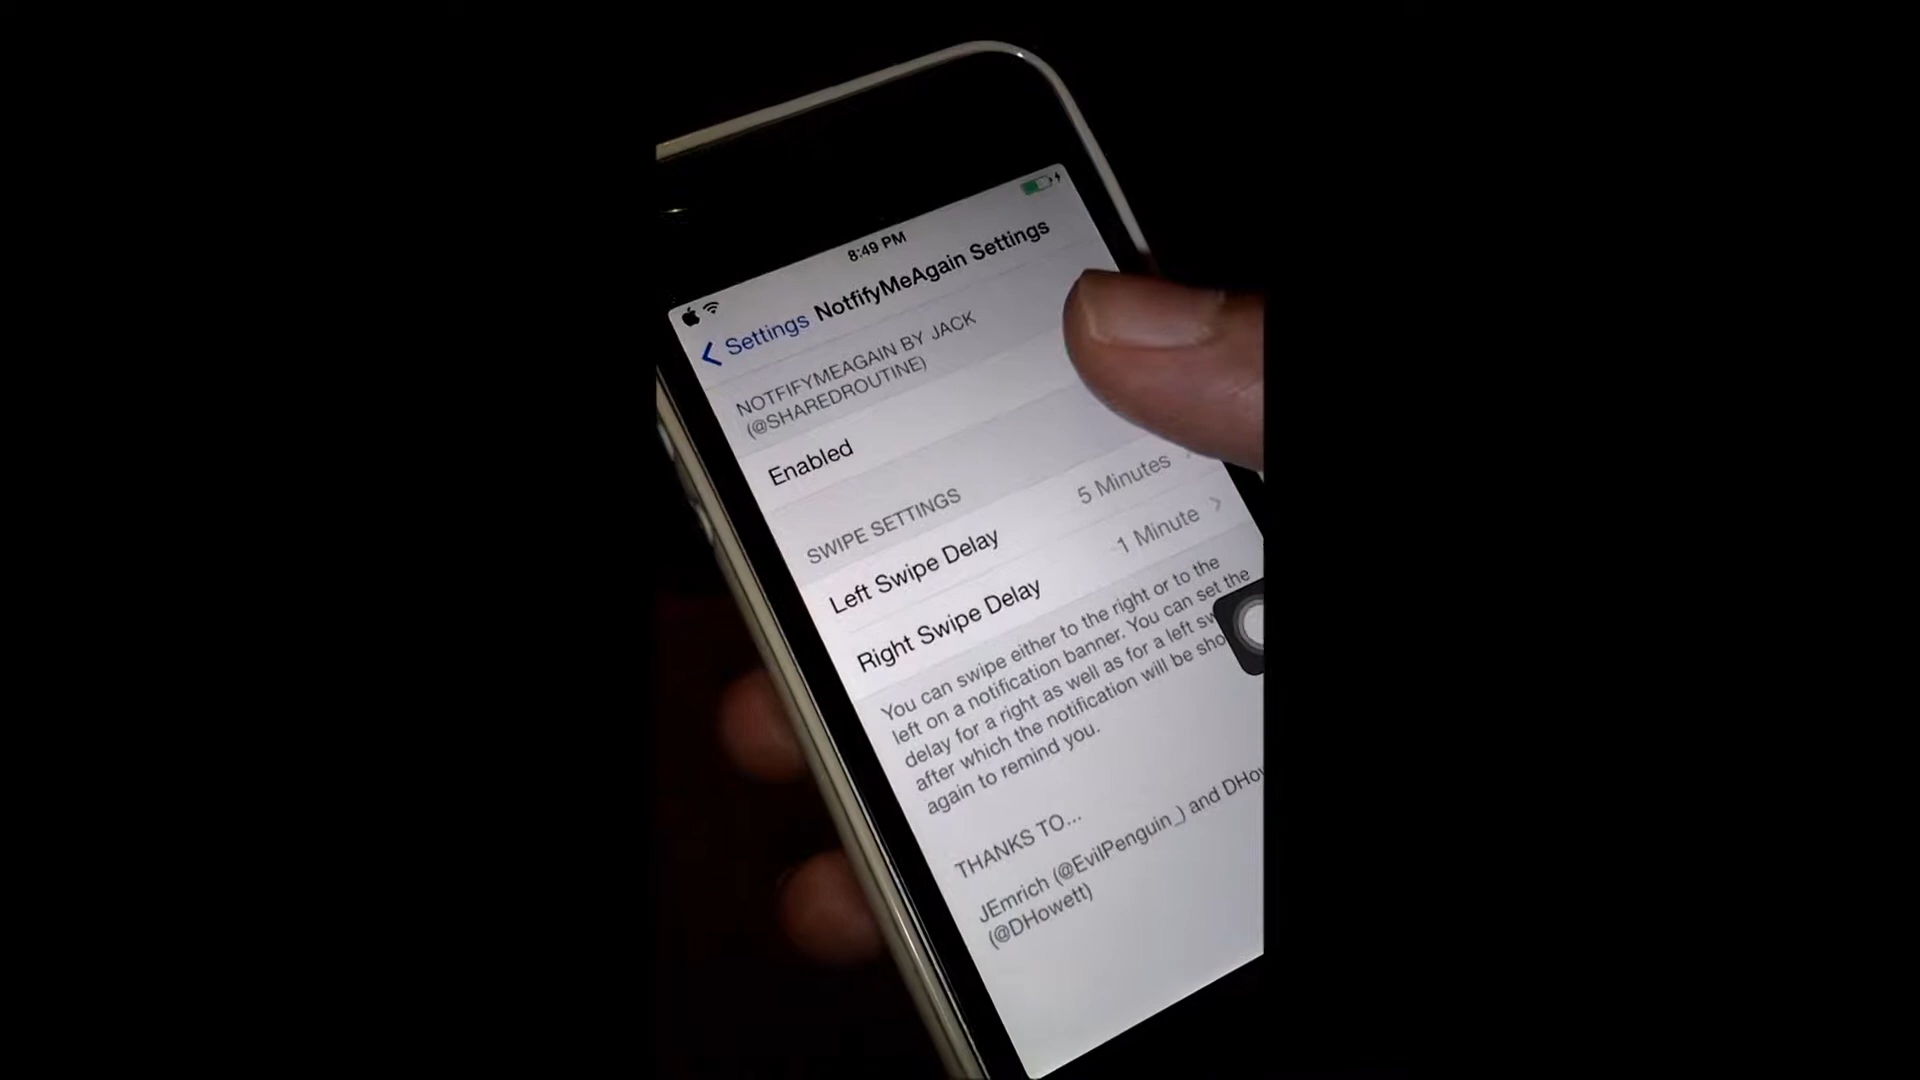 8:49 PM
Settings NotfifyMeAgain Settings
NOTFIFYMEAGAIN BY JACK
(@SHAREDROUTINE)
Enabled
SWIPE SETTINGS
Left Swipe Delay 5 Minutes
Right Swipe Delay 1 Minute
You can swipe either to the right or to the
left on a notification banner. You can set the
delay for a right as well as for a left
after which the notification will be
again to remind you.
THANKS TO...
JEmrich (@EvilPenguin_) and
(@DHowett)